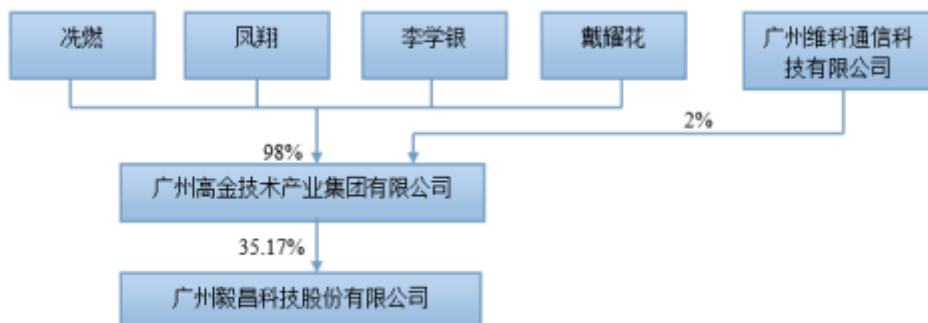 冼燃
凤翔
李学银
戴耀花
广州维科通信科
技有限公司
2%
98%
广州高金技术产业集团有限公司
35.17%
广州毅昌科技股份有限公司